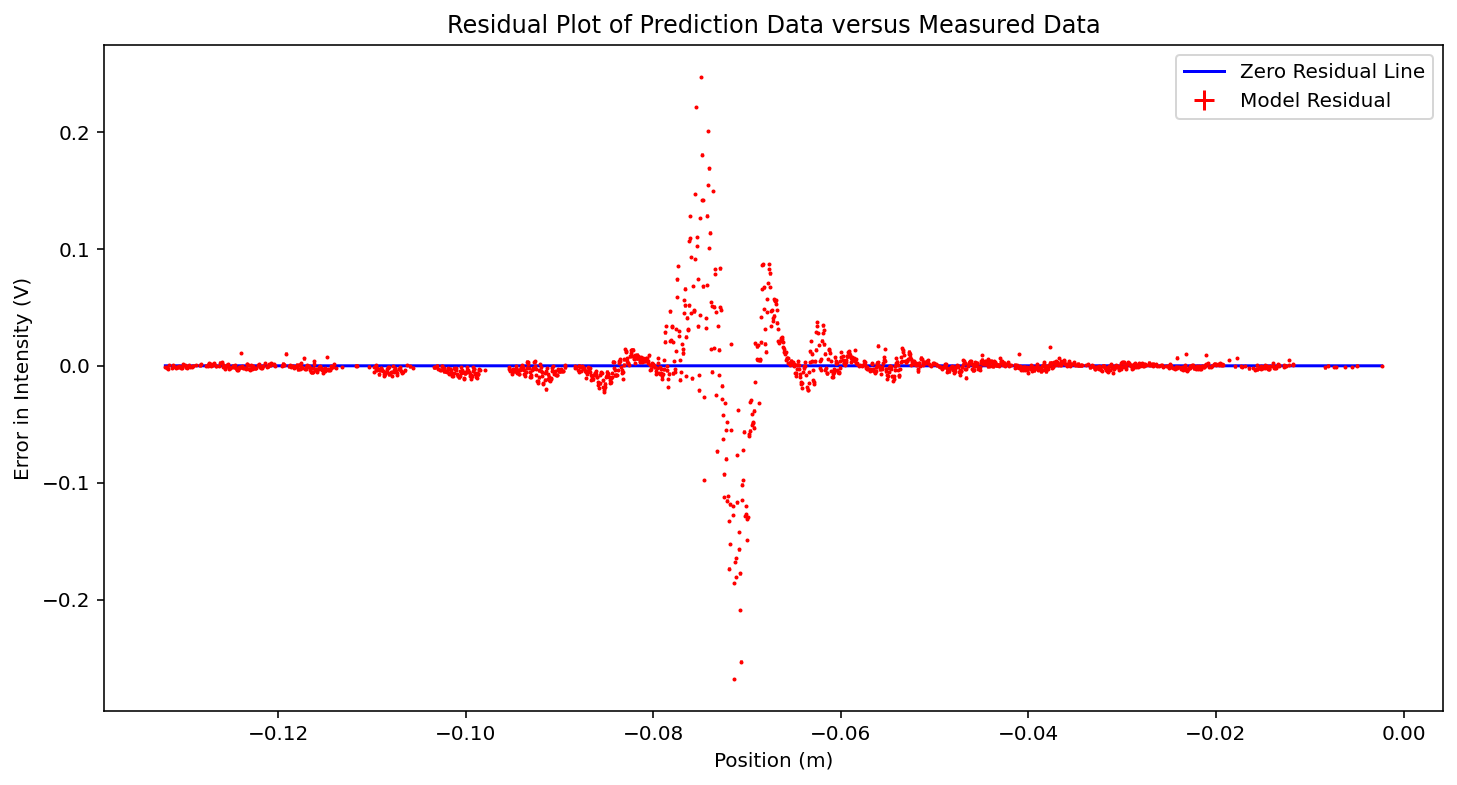 Residual Plot of Prediction Data versus Measured Data
Zero Residual Line
Model Residual
Error in Intensity (V)
0.2
0.1
0.0
−0.1
−0.2
−0.12
−0.10
−0.08
−0.06
−0.04
−0.02
0.00
Position (m)